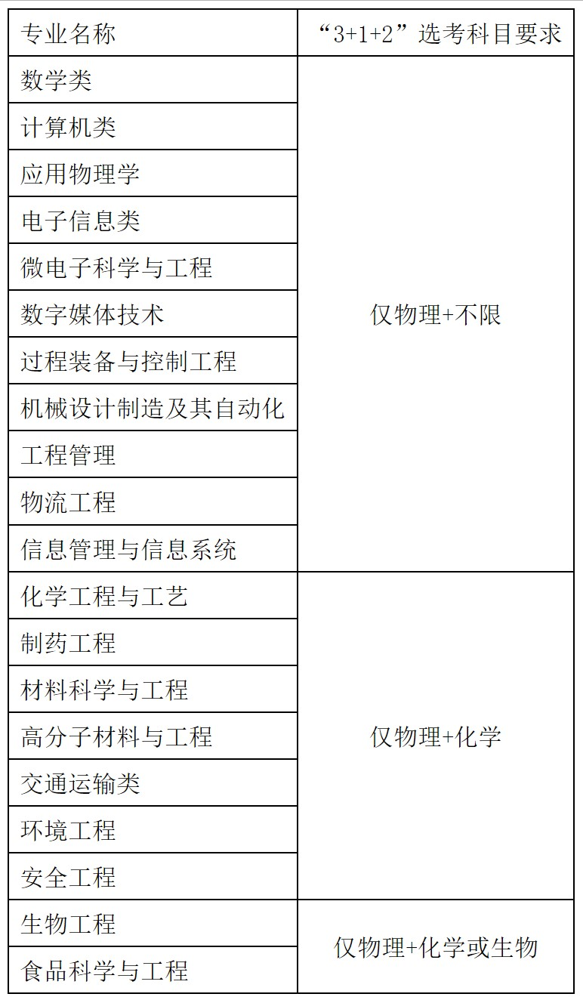 专业名称 “3+1+2”选考科目要求
数学类
计算机类
应用物理学
电子信息类
微电子科学与工程
数字媒体技术
仅物理+不限
过程装备与控制工程
机械设计制造及其自动化
工程管理
物流工程
信息管理与信息系统
化学工程与工艺
制药工程
材料科学与工程
高分子材料与工程
仅物理+化学
交通运输类
环境工程
安全工程
生物工程
仅物理+化学或生物
食品科学与工程